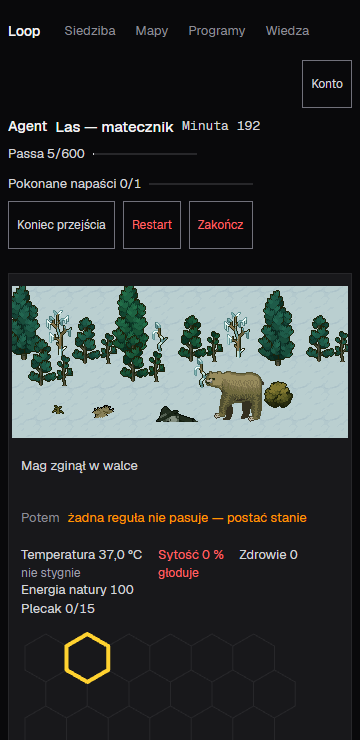 Loop Siedziba Mapy Programy Wiedza
Konto
Agent Las — matecznik Minuta 192
Passa 5/600
Pokonane napaści 0/1
Koniec przejścia Restart Zakończ
Mag zginął w walce
Potem żadna reguła nie pasuje — postać stanie
Temperatura 37,0 °C Sytość 0 % Zdrowie 0
nie stygnie głoduje
Energia natury 100
Plecak 0/15